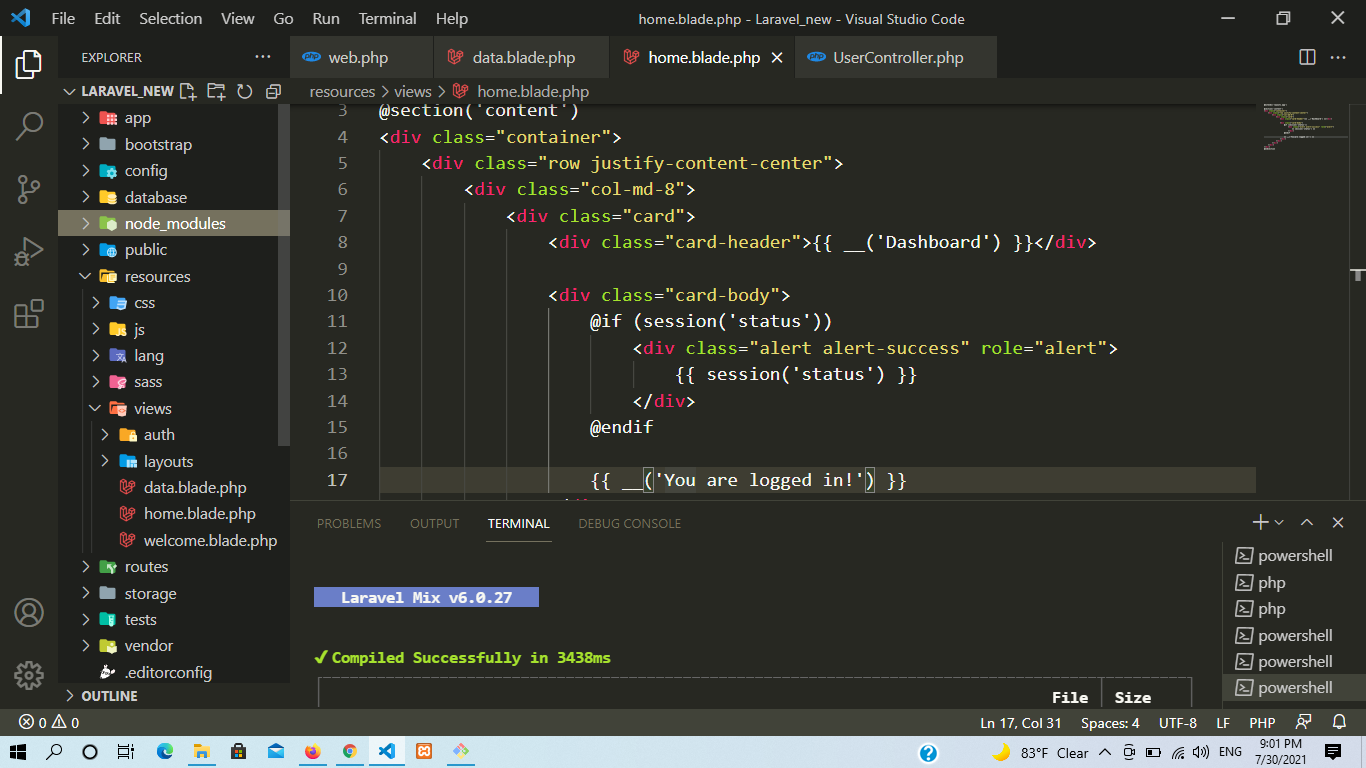 File Edit Selection View Go Run Terminal Help home.blade.php - Laravel_new - Visual Studio Code
EXPLORER
web.php data.blade.php home.blade.php UserController.php
LARAVEL_NEW
resources > views > home.blade.php
app
bootstrap
config
database
node_modules
public
resources
css
js
lang
sass
views
auth
layouts
data.blade.php
home.blade.php
welcome.blade.php
routes
storage
tests
vendor
.editorconfig
OUTLINE
3 @section('content')
4 <div class="container">
5 <div class="row justify-content-center">
6 <div class="col-md-8">
7 <div class="card">
8 <div class="card-header">{{ __('Dashboard') }}</div>
9
10 <div class="card-body">
11 @if (session('status'))
12 <div class="alert alert-success" role="alert">
13 {{ session('status') }}
14 </div>
15 @endif
16
17 {{ __('You are logged in!') }}
PROBLEMS OUTPUT TERMINAL DEBUG CONSOLE
Laravel Mix v6.0.27
✔ Compiled Successfully in 3438ms
File Size
powershell
php
php
powershell
powershell
powershell
0 0 Ln 17, Col 31 Spaces: 4 UTF-8 LF PHP
83°F Clear ENG 9:01 PM
7/30/2021